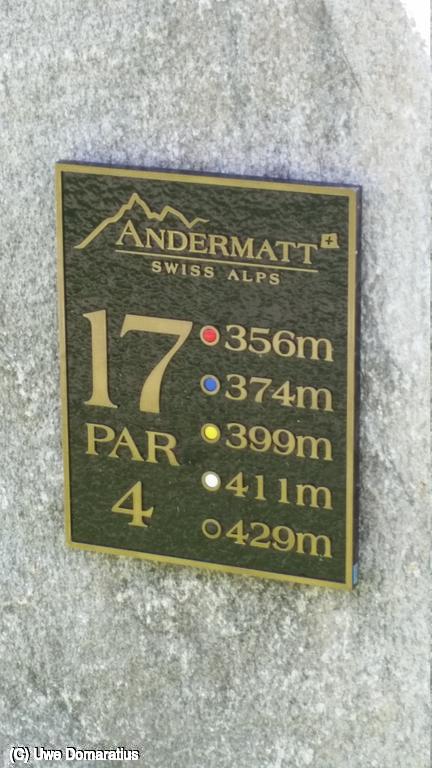 ANDERMATT
SWISS ALPS
17
PAR
4
356m
374m
399m
411m
429m
(C) Uwe Domaratius